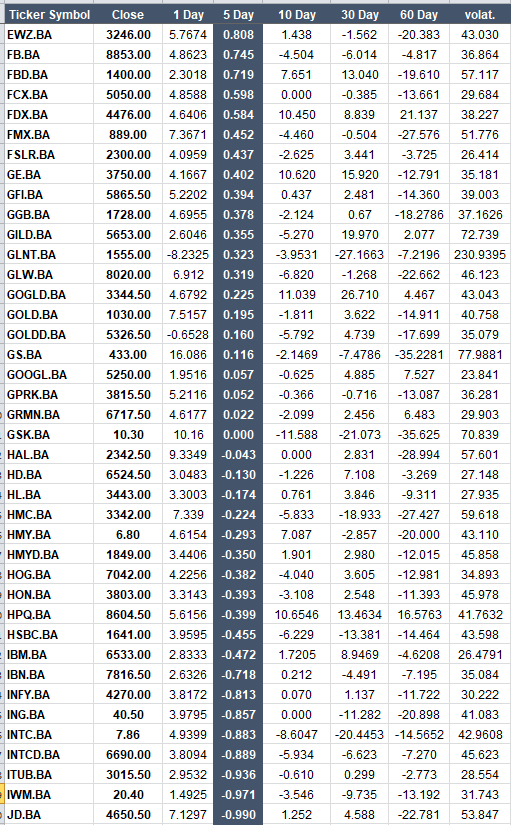 Ticker Symbol Close 1 Day 5 Day 10 Day 30 Day 60 Day volat.
EWZ.BA 3246.00 5.7674 0.808 1.438 -1.562 -20.383 43.030
FB.BA 8853.00 4.8623 0.745 -4.504 -6.014 -4.817 36.864
FBD.BA 1400.00 2.3018 0.719 7.651 13.040 -19.610 57.117
FCX.BA 5050.00 4.8588 0.598 0.000 -0.385 -13.661 29.684
FDX.BA 4476.00 4.6406 0.584 10.450 8.839 21.137 38.227
FMX.BA 889.00 7.3671 0.452 -4.460 -0.504 -27.576 51.776
FSLR.BA 2300.00 4.0959 0.437 -2.625 3.441 -3.725 26.414
GE.BA 3750.00 4.1667 0.402 10.620 15.920 -12.791 35.181
GFI.BA 5865.50 5.2202 0.394 0.437 2.481 -14.360 39.003
GGB.BA 1728.00 4.6955 0.378 -2.124 0.67 -18.2786 37.1626
GILD.BA 5653.00 2.6046 0.355 -5.270 19.970 2.077 72.739
GLNT.BA 1555.00 -8.2325 0.323 -3.9531 -27.1663 -7.2196 230.9395
GLW.BA 8020.00 6.912 0.319 -6.820 -1.268 -22.662 46.123
GOGLD.BA 3344.50 4.6792 0.225 11.039 26.710 4.467 43.043
GOLD.BA 1030.00 7.5157 0.195 -1.811 3.622 -14.911 40.758
GOLDD.BA 5326.50 -0.6528 0.160 -5.792 4.739 -17.699 35.079
GS.BA 433.00 16.086 0.116 -2.1469 -7.4786 -35.2281 77.9881
GOOGL.BA 5250.00 1.9516 0.057 -0.625 4.885 7.527 23.841
GPRK.BA 3815.50 5.2116 0.052 -0.366 -0.716 -13.087 36.281
GRMN.BA 6717.50 4.6177 0.022 -2.099 2.456 6.483 29.903
GSK.BA 10.30 10.16 0.000 -11.588 -21.073 -35.625 70.839
HAL.BA 2342.50 9.3349 -0.043 0.000 2.831 -28.994 57.601
HD.BA 6524.50 3.0483 -0.130 -1.226 7.108 -3.269 27.148
HL.BA 3443.00 3.3003 -0.174 0.761 3.846 -9.311 27.935
HMC.BA 3342.00 7.339 -0.224 -5.833 -18.933 -27.427 59.618
HMY.BA 6.80 4.6154 -0.293 7.087 -2.857 -20.000 43.110
HMYD.BA 1849.00 3.4406 -0.350 1.901 2.980 -12.015 45.858
HOG.BA 7042.00 4.2256 -0.382 -4.040 3.605 -12.981 34.893
HON.BA 3803.00 3.3143 -0.393 -3.108 2.548 -11.393 45.978
HPQ.BA 8604.50 5.6156 -0.399 10.6546 13.4634 16.5763 41.7632
HSBC.BA 1641.00 3.9595 -0.455 -6.229 -13.381 -14.464 43.598
IBM.BA 6533.00 2.8333 -0.472 1.7205 8.9469 -4.6208 26.4791
IBN.BA 7816.50 2.6326 -0.718 0.212 -4.491 -7.195 35.084
INFY.BA 4270.00 3.8172 -0.813 0.070 1.137 -11.722 30.222
ING.BA 40.50 3.9795 -0.857 0.000 -11.282 -20.898 41.083
INTC.BA 7.86 4.9399 -0.883 -8.6047 -20.4453 -14.5652 42.9608
INTCD.BA 6690.00 3.8094 -0.889 -5.934 -6.623 -7.270 45.623
ITUB.BA 3015.50 2.9532 -0.936 -0.610 0.299 -2.773 28.554
IWM.BA 20.40 1.4925 -0.971 -3.546 -9.735 -13.192 31.743
JD.BA 4650.50 7.1297 -0.990 1.252 4.588 -22.781 53.847